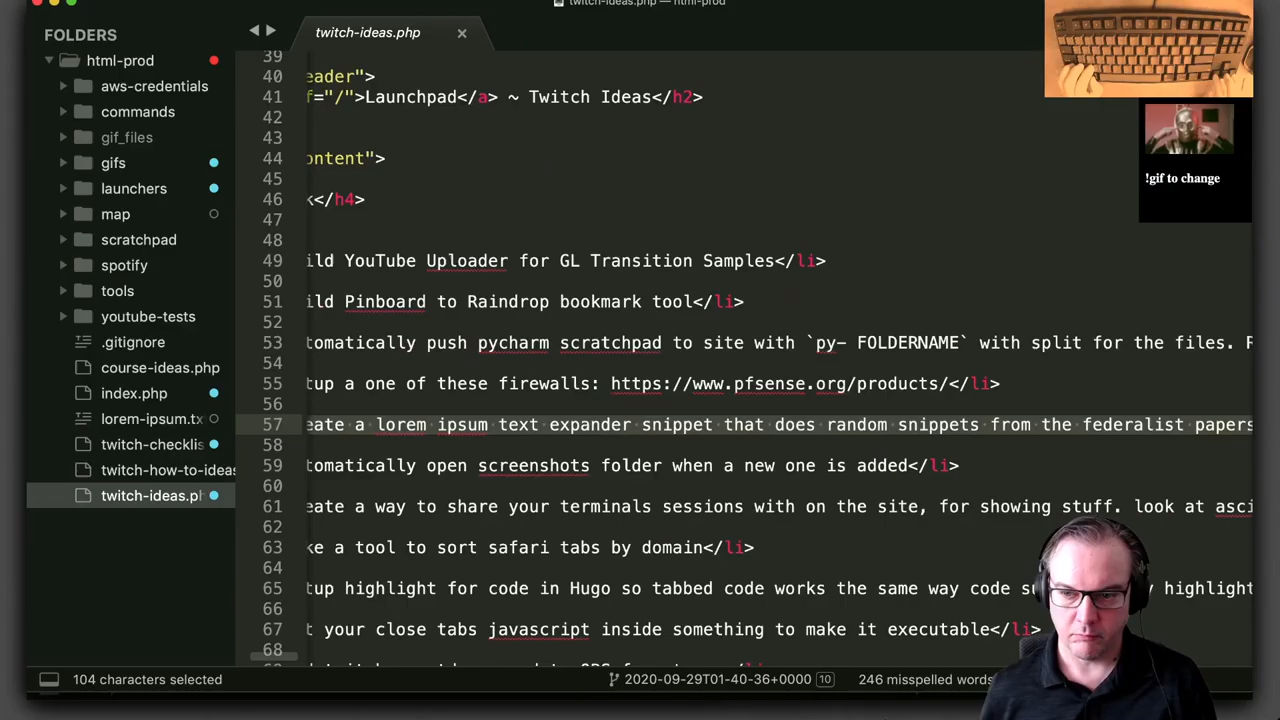 twitch-ideas.php — html-prod
FOLDERS
html-prod
aws-credentials
commands
gif_files
gifs
launchers
map
scratchpad
spotify
tools
youtube-tests
.gitignore
course-ideas.php
index.php
lorem-ipsum.tx
twitch-checklis
twitch-how-to-ideas
twitch-ideas.ph
twitch-ideas.php
39
40 eader">
41 f="/">Launchpad</a> ~ Twitch Ideas</h2>
42
43
44 ontent">
45
46 k</h4>
47
48
49 ild YouTube Uploader for GL Transition Samples</li>
50
51 ild Pinboard to Raindrop bookmark tool</li>
52
53 tomatically push pycharm scratchpad to site with `py- FOLDERNAME` with split for the files. R
54
55 tup a one of these firewalls: https://www.pfsense.org/products/</li>
56
57 eate a lorem ipsum text expander snippet that does random snippets from the federalist papers
58
59 tomatically open screenshots folder when a new one is added</li>
60
61 eate a way to share your terminals sessions with on the site, for showing stuff. look at asci
62
63 ke a tool to sort safari tabs by domain</li>
64
65 tup highlight for code in Hugo so tabbed code works the same way code su y highlight
66
67 t your close tabs javascript inside something to make it executable</li>
68
!gif to change
104 characters selected
2020-09-29T01-40-36+0000 10
246 misspelled words